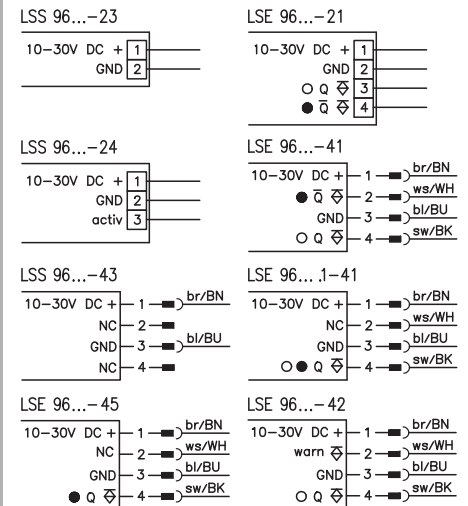 LSS 96...-23
10-30V DC + 1
GND 2
LSE 96...-21
10-30V DC + 1
GND 2
Q 3
Q̅ 4
LSS 96...-24
10-30V DC + 1
GND 2
activ 3
LSE 96...-41
10-30V DC + 1 br/BN
Q̅ 2 ws/WH
GND 3 bl/BU
Q 4 sw/BK
LSS 96...-43
10-30V DC + 1 br/BN
NC 2
GND 3 bl/BU
NC 4
LSE 96...1-41
10-30V DC + 1 br/BN
NC 2 ws/WH
GND 3 bl/BU
Q 4 sw/BK
LSE 96...-45
10-30V DC + 1 br/BN
NC 2 ws/WH
GND 3 bl/BU
Q 4 sw/BK
LSE 96...-42
10-30V DC + 1 br/BN
warn 2 ws/WH
GND 3 bl/BU
Q 4 sw/BK